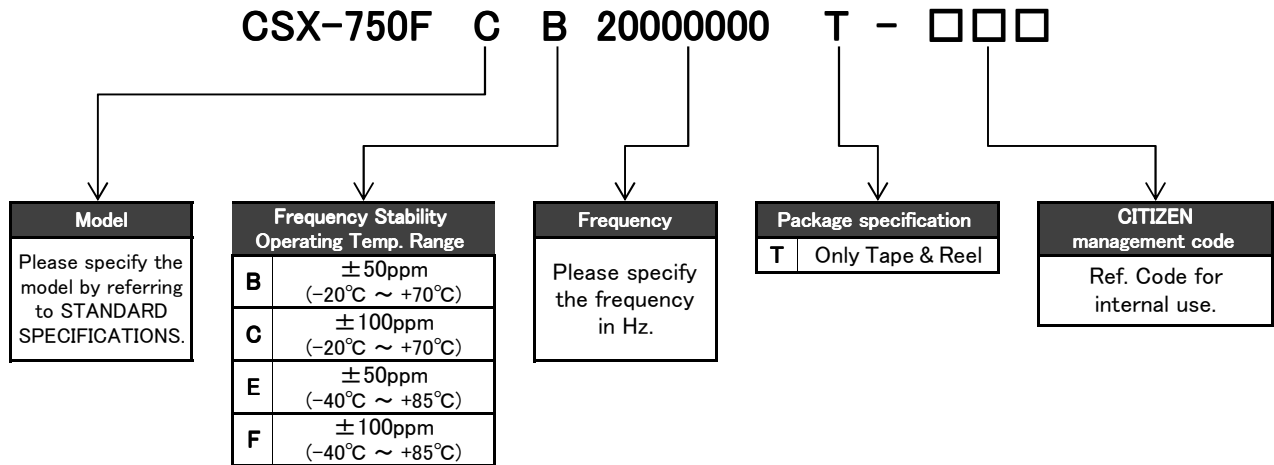 CSX-750F C B 20000000 T - □□□
Model
Please specify the
model by referring
to STANDARD
SPECIFICATIONS.
Frequency Stability
Operating Temp. Range
B ±50ppm
(-20℃ ~ +70℃)
C ±100ppm
(-20℃ ~ +70℃)
E ±50ppm
(-40℃ ~ +85℃)
F ±100ppm
(-40℃ ~ +85℃)
Frequency
Please specify
the frequency
in Hz.
Package specification
T Only Tape & Reel
CITIZEN
management code
Ref. Code for
internal use.